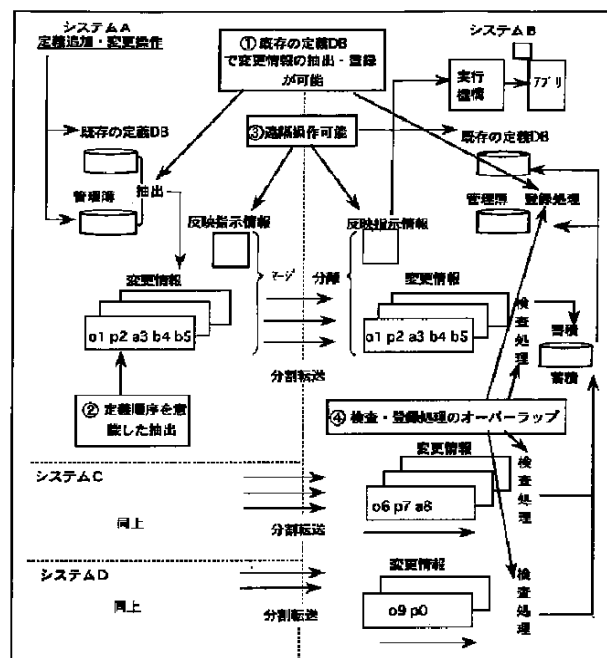 システムA
定義追加・変更操作
① 既存の定義DB
で変更情報の抽出・登録
が可能
システムB
実行
機構
アプリ
③遠隔操作可能
既存の定義DB
既存の定義DB
管理簿
抽出
管理簿
登録処理
反映指示情報
反映指示情報
マージ
分離
変更情報
変更情報
o1 p2 a3 b4 b5
o1 p2 a3 b4 b5
検査処理
蓄積
蓄積
分割転送
② 定義順序を意
識した抽出
④ 検査・登録処理のオーバーラップ
システムC
変更情報
検査処理
o6 p7 a8
同上
分割転送
システムD
変更情報
検査処理
同上
分割転送
o9 p0